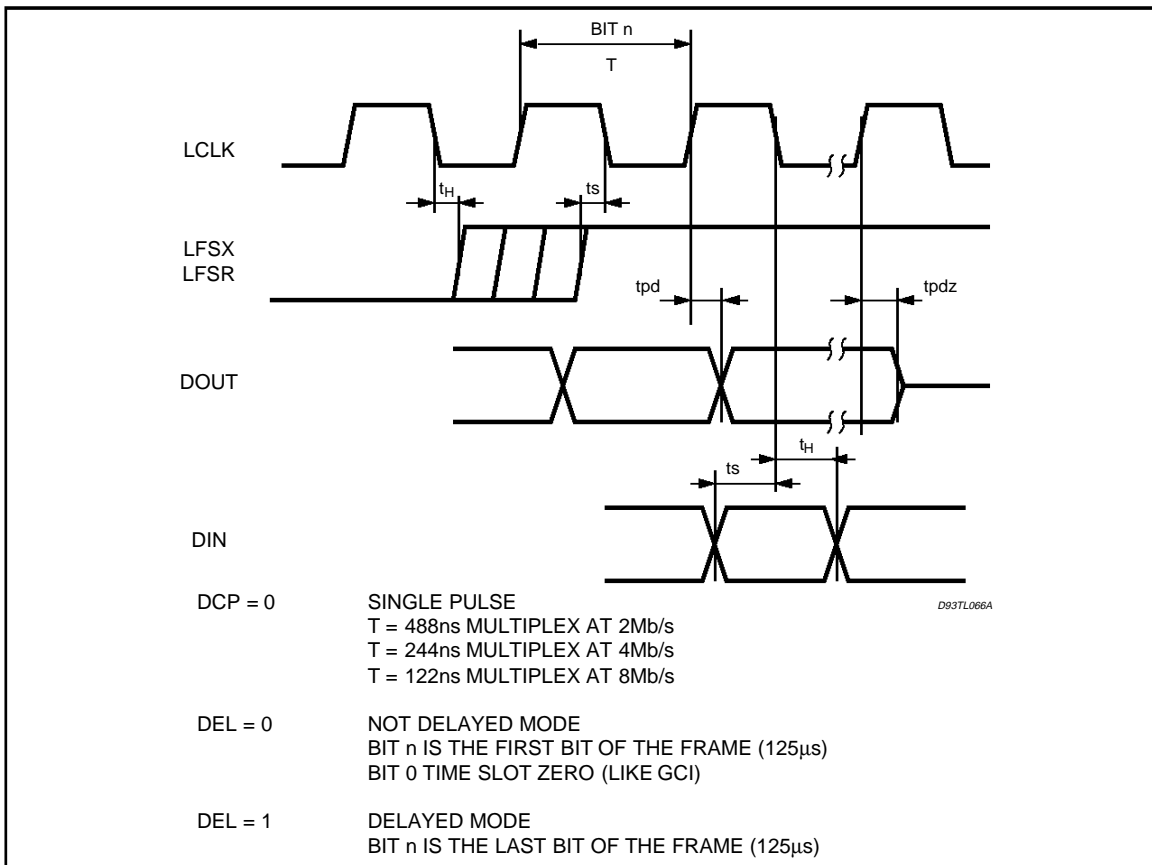 BIT n
T
LCLK
tH
ts
LFSX
LFSR
tpd
tpdz
DOUT
ts
tH
DIN
DCP = 0 SINGLE PULSE
D93TL066A
T = 488ns MULTIPLEX AT 2Mb/s
T = 244ns MULTIPLEX AT 4Mb/s
T = 122ns MULTIPLEX AT 8Mb/s
DEL = 0 NOT DELAYED MODE
BIT n IS THE FIRST BIT OF THE FRAME (125µs)
BIT 0 TIME SLOT ZERO (LIKE GCI)
DEL = 1 DELAYED MODE
BIT n IS THE LAST BIT OF THE FRAME (125µs)